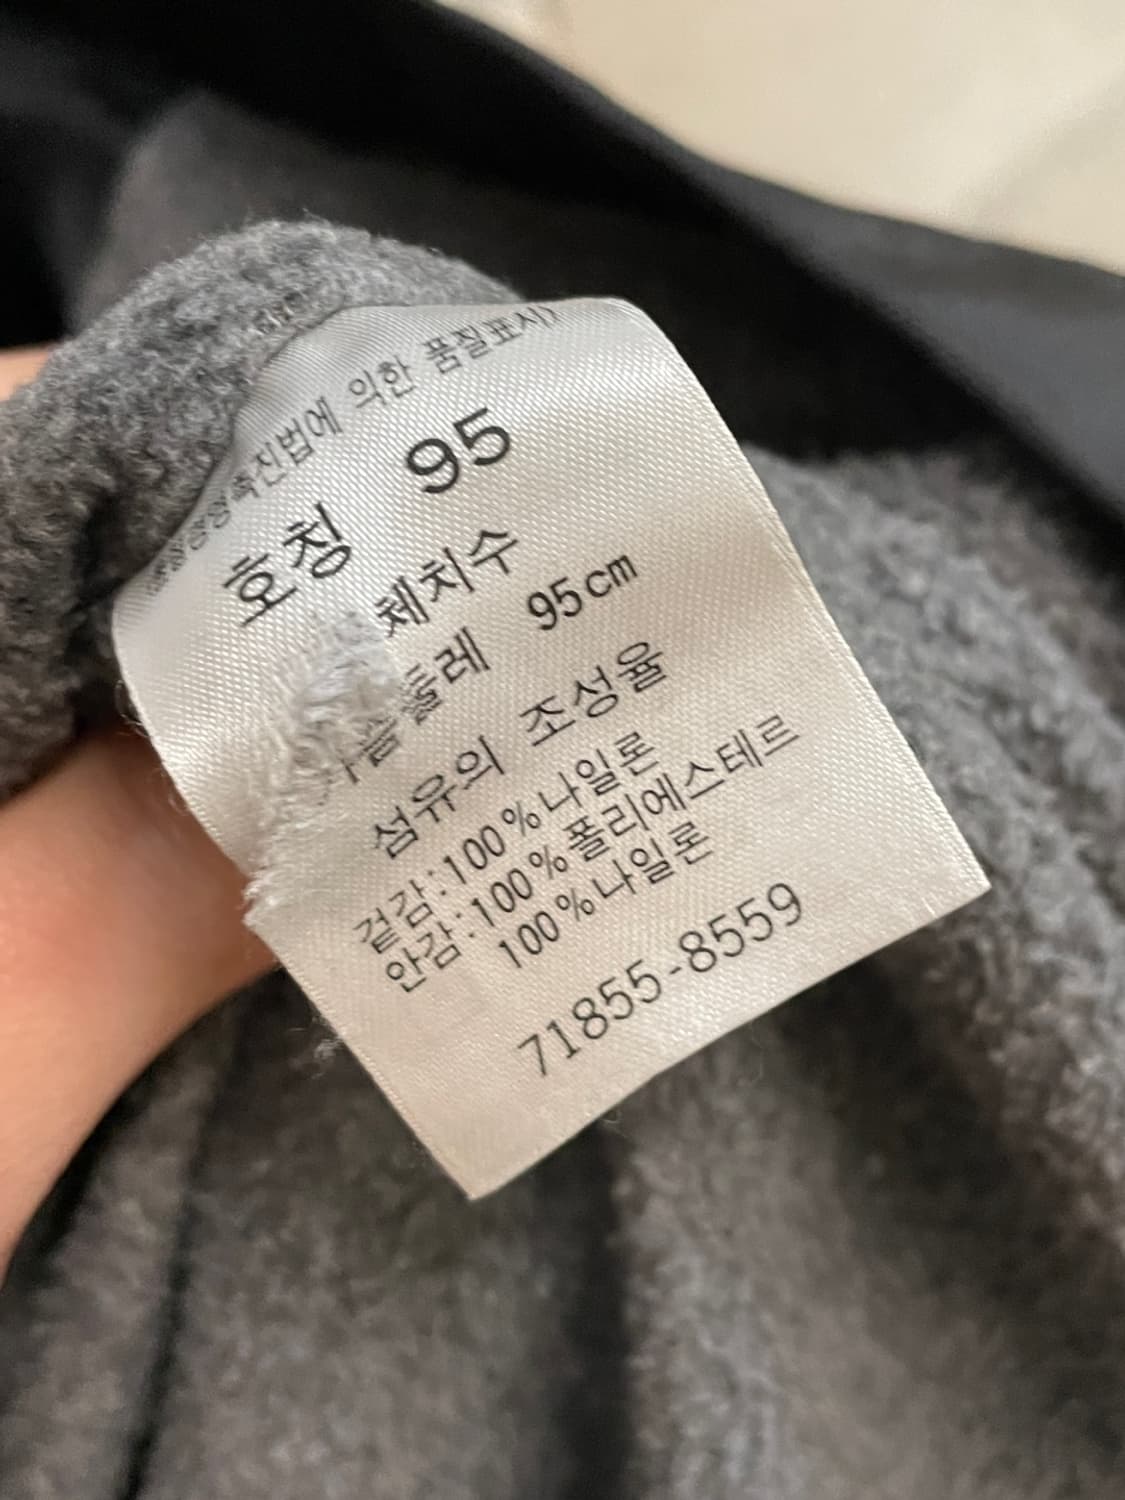 의한 품질표시)
호칭 95
체치수
둘레 95cm
섬유의 조성율
겉감:100%나일론
안감:100%폴리에스테르
100%나일론
71855-8559